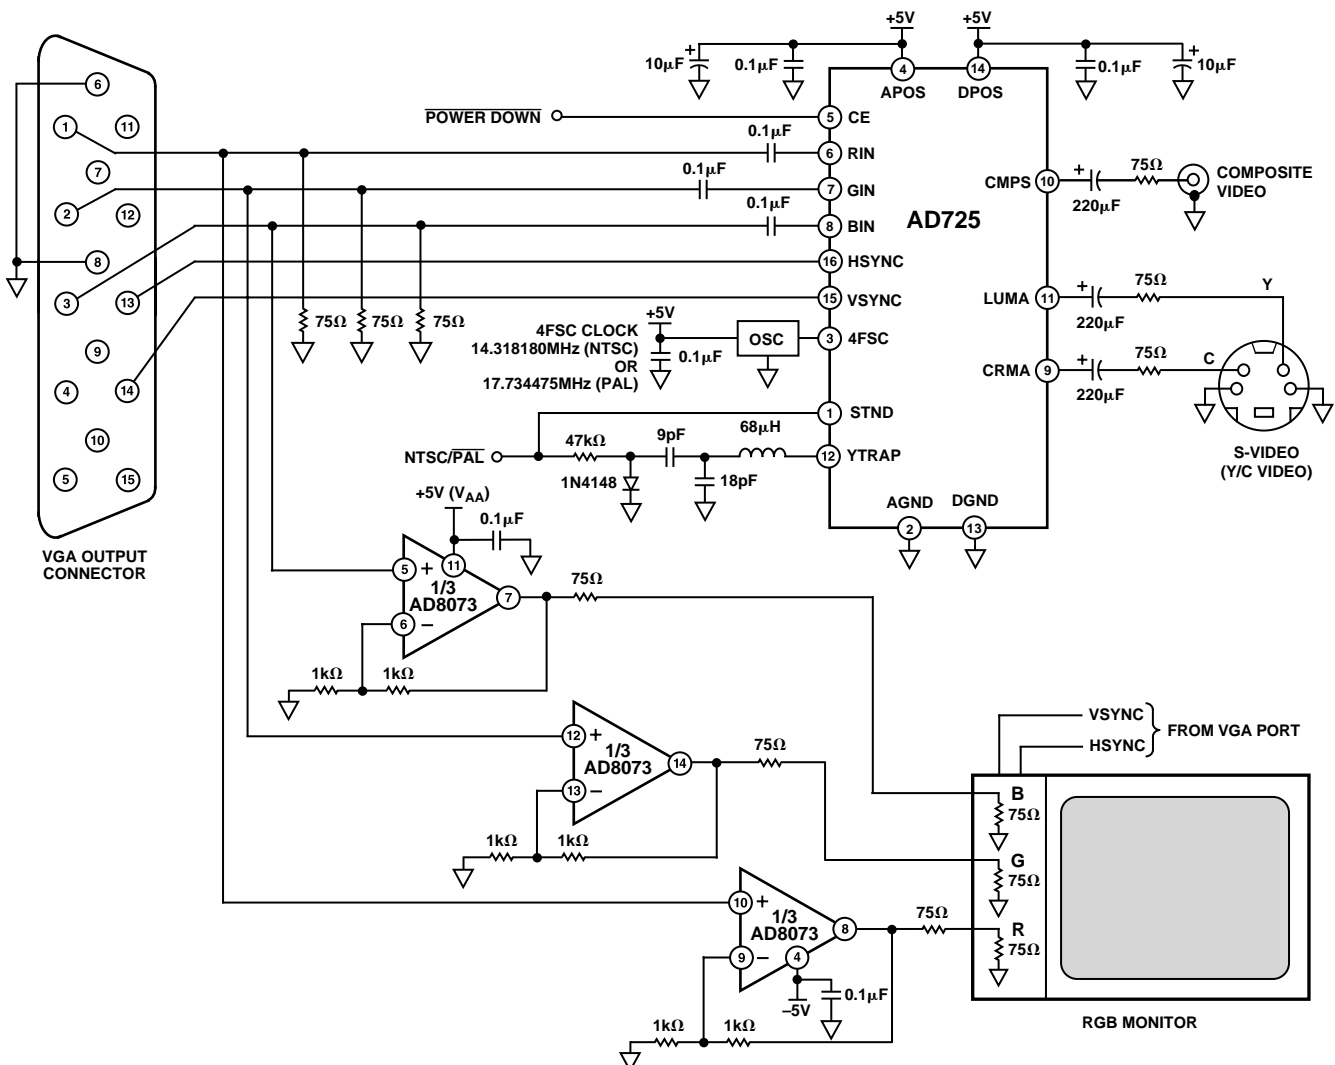 +5V
+5V
10µF
+
0.1µF
0.1µF
+
10µF
4
APOS
14
DPOS
6
1
11
7
2
12
8
3
13
9
4
14
10
5
15
VGA OUTPUT
CONNECTOR
POWER DOWN
5
CE
0.1µF
6
RIN
0.1µF
7
GIN
0.1µF
8
BIN
16
HSYNC
15
VSYNC
AD725
75Ω
75Ω
75Ω
4FSC CLOCK
14.318180MHz (NTSC)
OR
17.734475MHz (PAL)
+5V
0.1µF
OSC
3
4FSC
1
STND
NTSC/PAL
47kΩ
1N4148
9pF
18pF
68µH
12
YTRAP
AGND
2
DGND
13
CMPS
10
+
220µF
75Ω
COMPOSITE
VIDEO
LUMA
11
+
220µF
75Ω
Y
CRMA
9
+
220µF
75Ω
C
S-VIDEO
(Y/C VIDEO)
+5V (VAA)
0.1µF
11
5
+
1/3
AD8073
6
–
7
75Ω
1kΩ
1kΩ
12
+
1/3
AD8073
13
–
14
75Ω
1kΩ
1kΩ
10
+
1/3
AD8073
9
–
8
4
–5V
0.1µF
75Ω
1kΩ
1kΩ
VSYNC
HSYNC
FROM VGA PORT
B
75Ω
G
75Ω
R
75Ω
RGB MONITOR